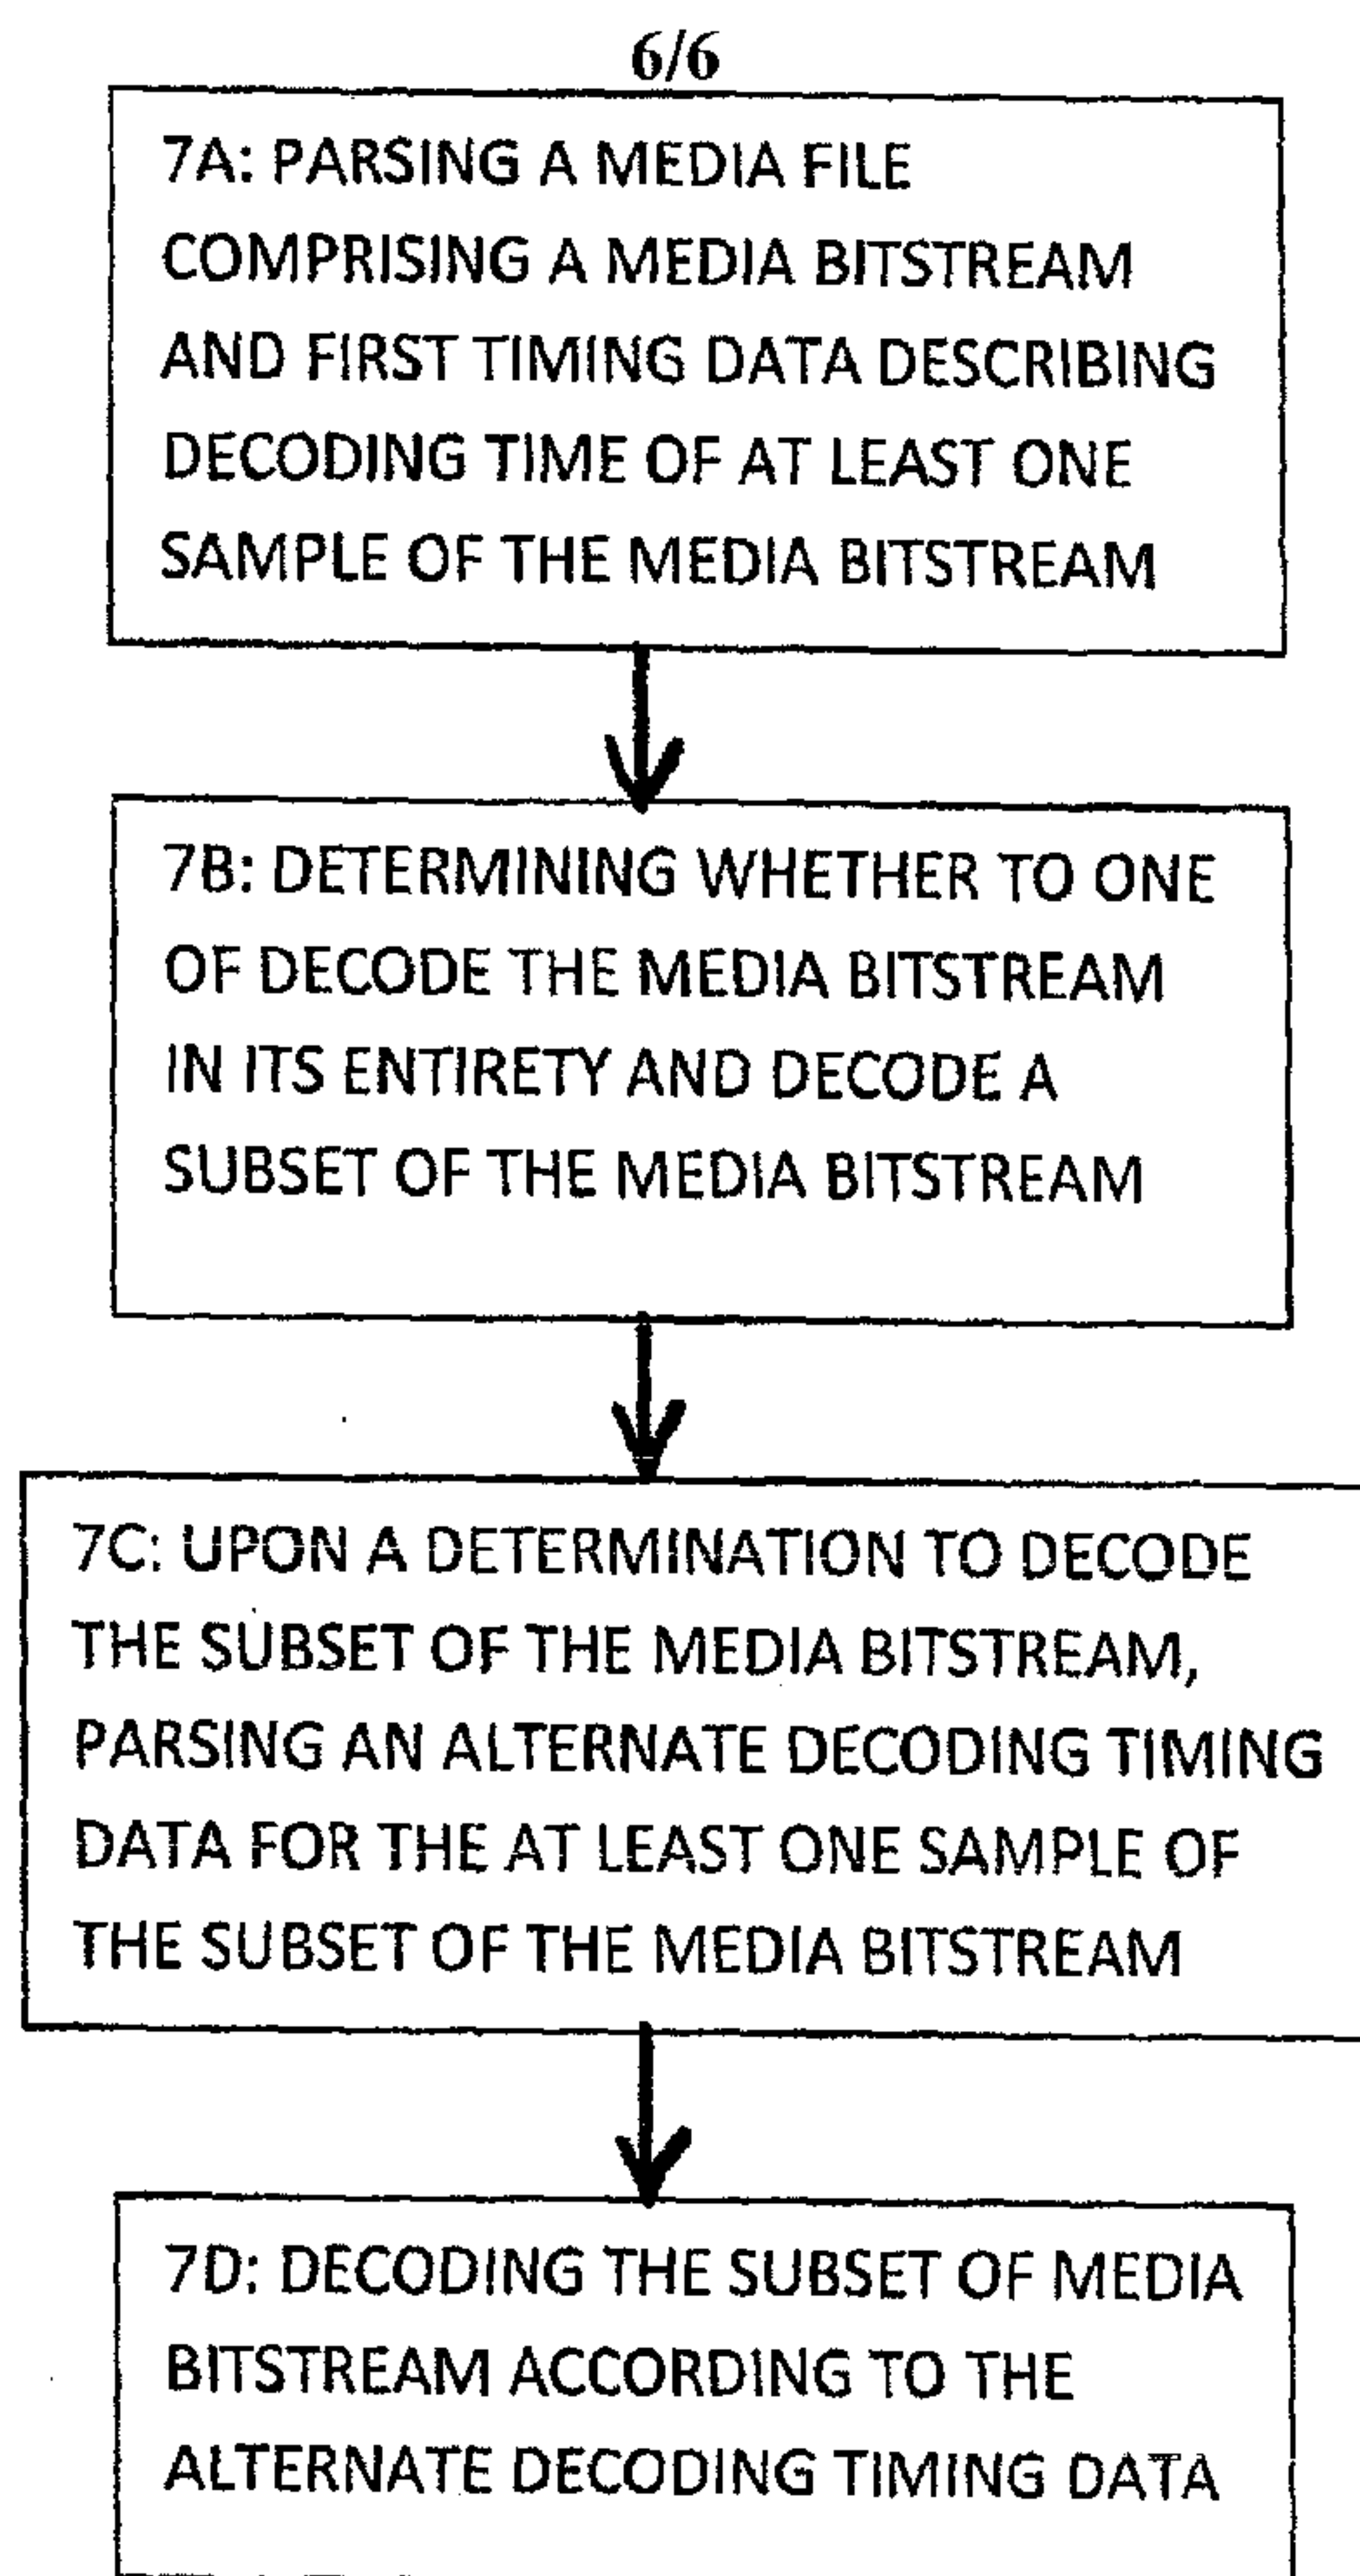 6/6
7A: PARSING A MEDIA FILE
COMPRISING A MEDIA BITSTREAM
AND FIRST TIMING DATA DESCRIBING
DECODING TIME OF AT LEAST ONE
SAMPLE OF THE MEDIA BITSTREAM
7B: DETERMINING WHETHER TO ONE
OF DECODE THE MEDIA BITSTREAM
IN ITS ENTIRETY AND DECODE A
SUBSET OF THE MEDIA BITSTREAM
7C: UPON A DETERMINATION TO DECODE
THE SUBSET OF THE MEDIA BITSTREAM,
PARSING AN ALTERNATE DECODING TIMING
DATA FOR THE AT LEAST ONE SAMPLE OF
THE SUBSET OF THE MEDIA BITSTREAM
7D: DECODING THE SUBSET OF MEDIA
BITSTREAM ACCORDING TO THE
ALTERNATE DECODING TIMING DATA